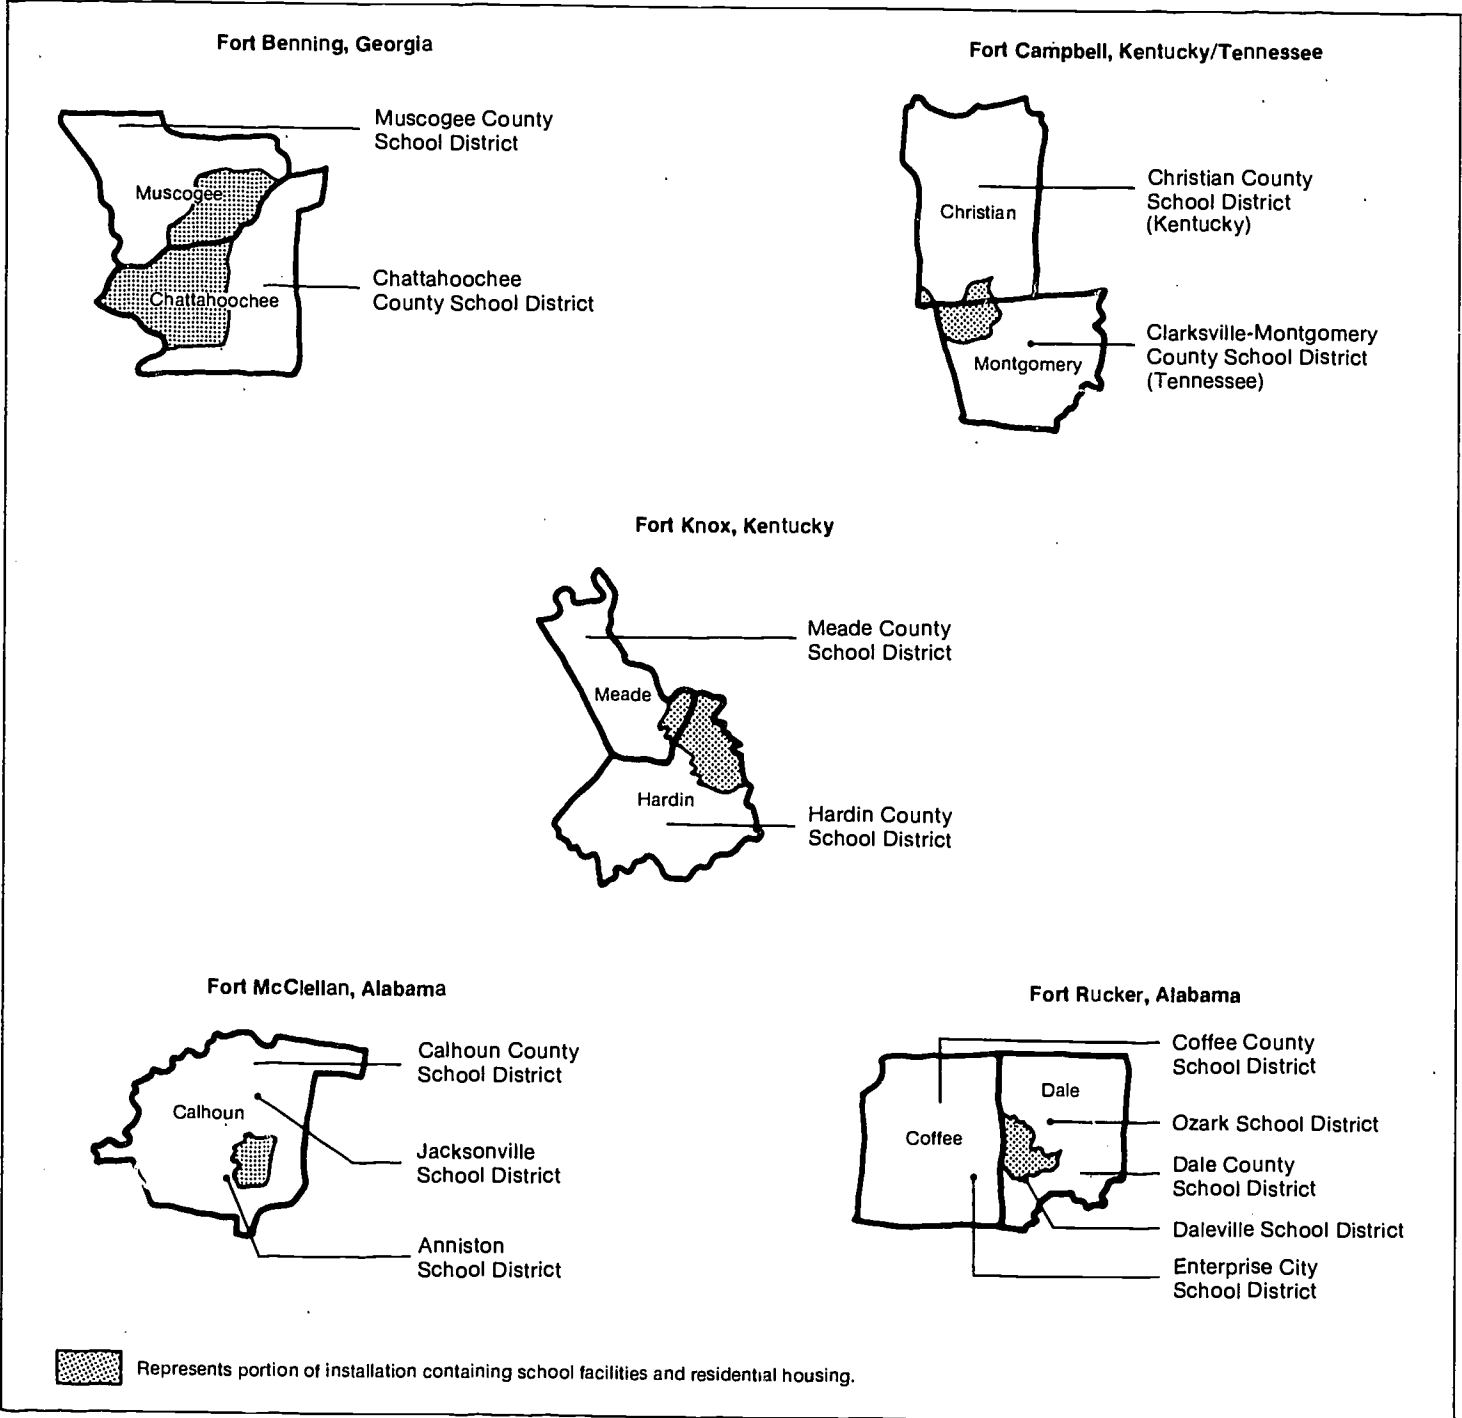 Fort Benning, Georgia
Muscogee County
School District
Muscogee
Chattahoochee
Chattahoochee
County School District
Fort Campbell, Kentucky/Tennessee
Christian County
School District
(Kentucky)
Christian
Clarksville-Montgomery
County School District
(Tennessee)
Montgomery
Fort Knox, Kentucky
Meade County
School District
Meade
Hardin
Hardin County
School District
Fort McClellan, Alabama
Calhoun County
School District
Calhoun
Jacksonville
School District
Anniston
School District
Fort Rucker, Alabama
Coffee County
School District
Dale
Ozark School District
Coffee
Dale County
School District
Daleville School District
Enterprise City
School District
Represents portion of installation containing school facilities and residential housing.